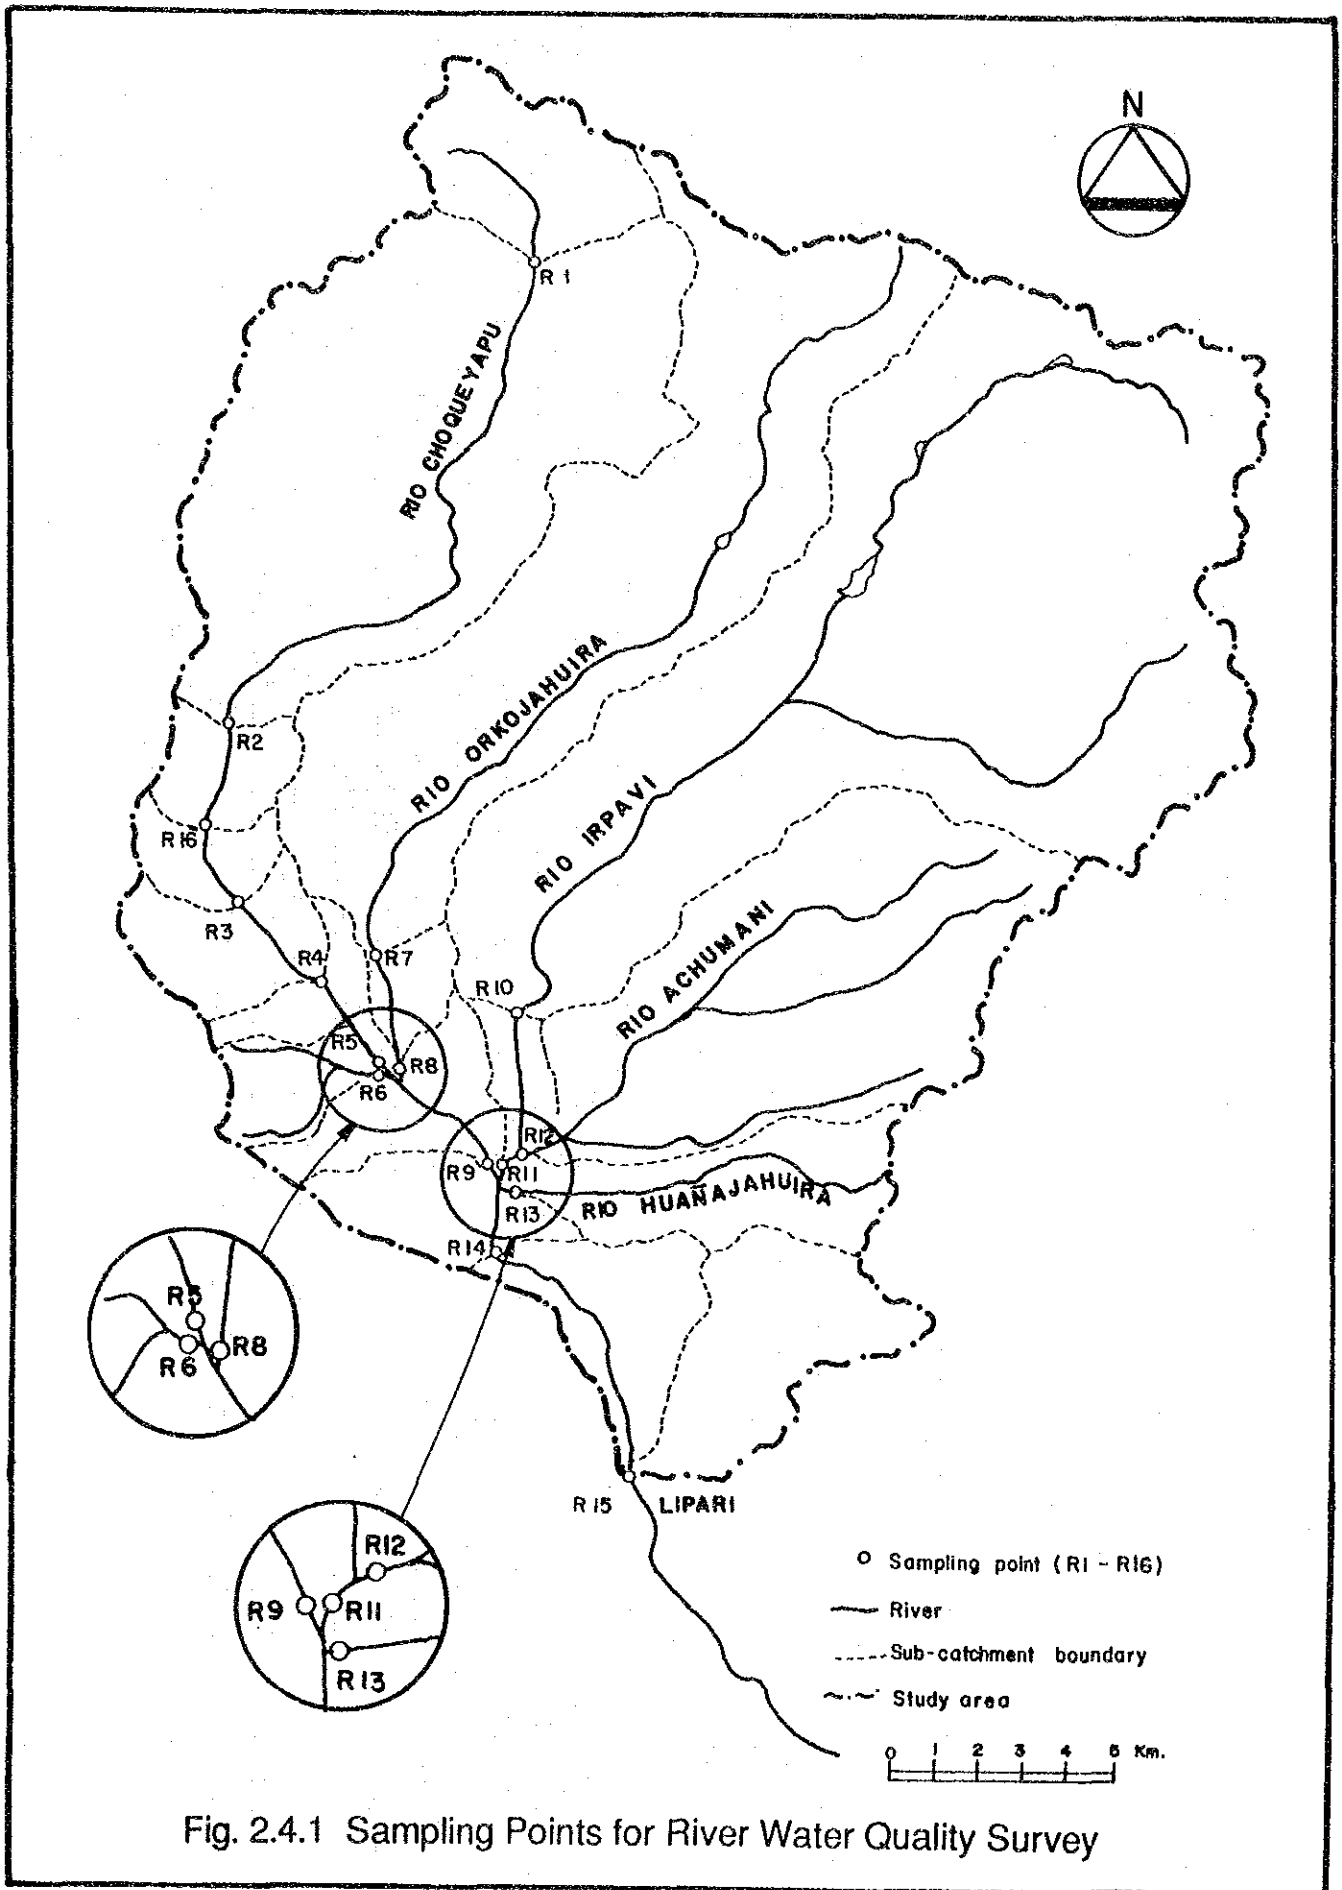 N
R 1
RIO CHOQUEYAPU
RIO ORKOJAHUIRA
R2
RIO IRPAVI
R16
R3
RIO ACHUMANI
R4
R7
R10
R5
R8
R6
R12
R9
R11
R13
RIO HUAÑAJAHUIRA
R14
R5
R8
R6
R 15
LIPARI
R12
R9
R11
R13
Sampling point (R1 - R16)
River
Sub-catchment boundary
Study area
0 1 2 3 4 5 Km.
Fig. 2.4.1 Sampling Points for River Water Quality Survey